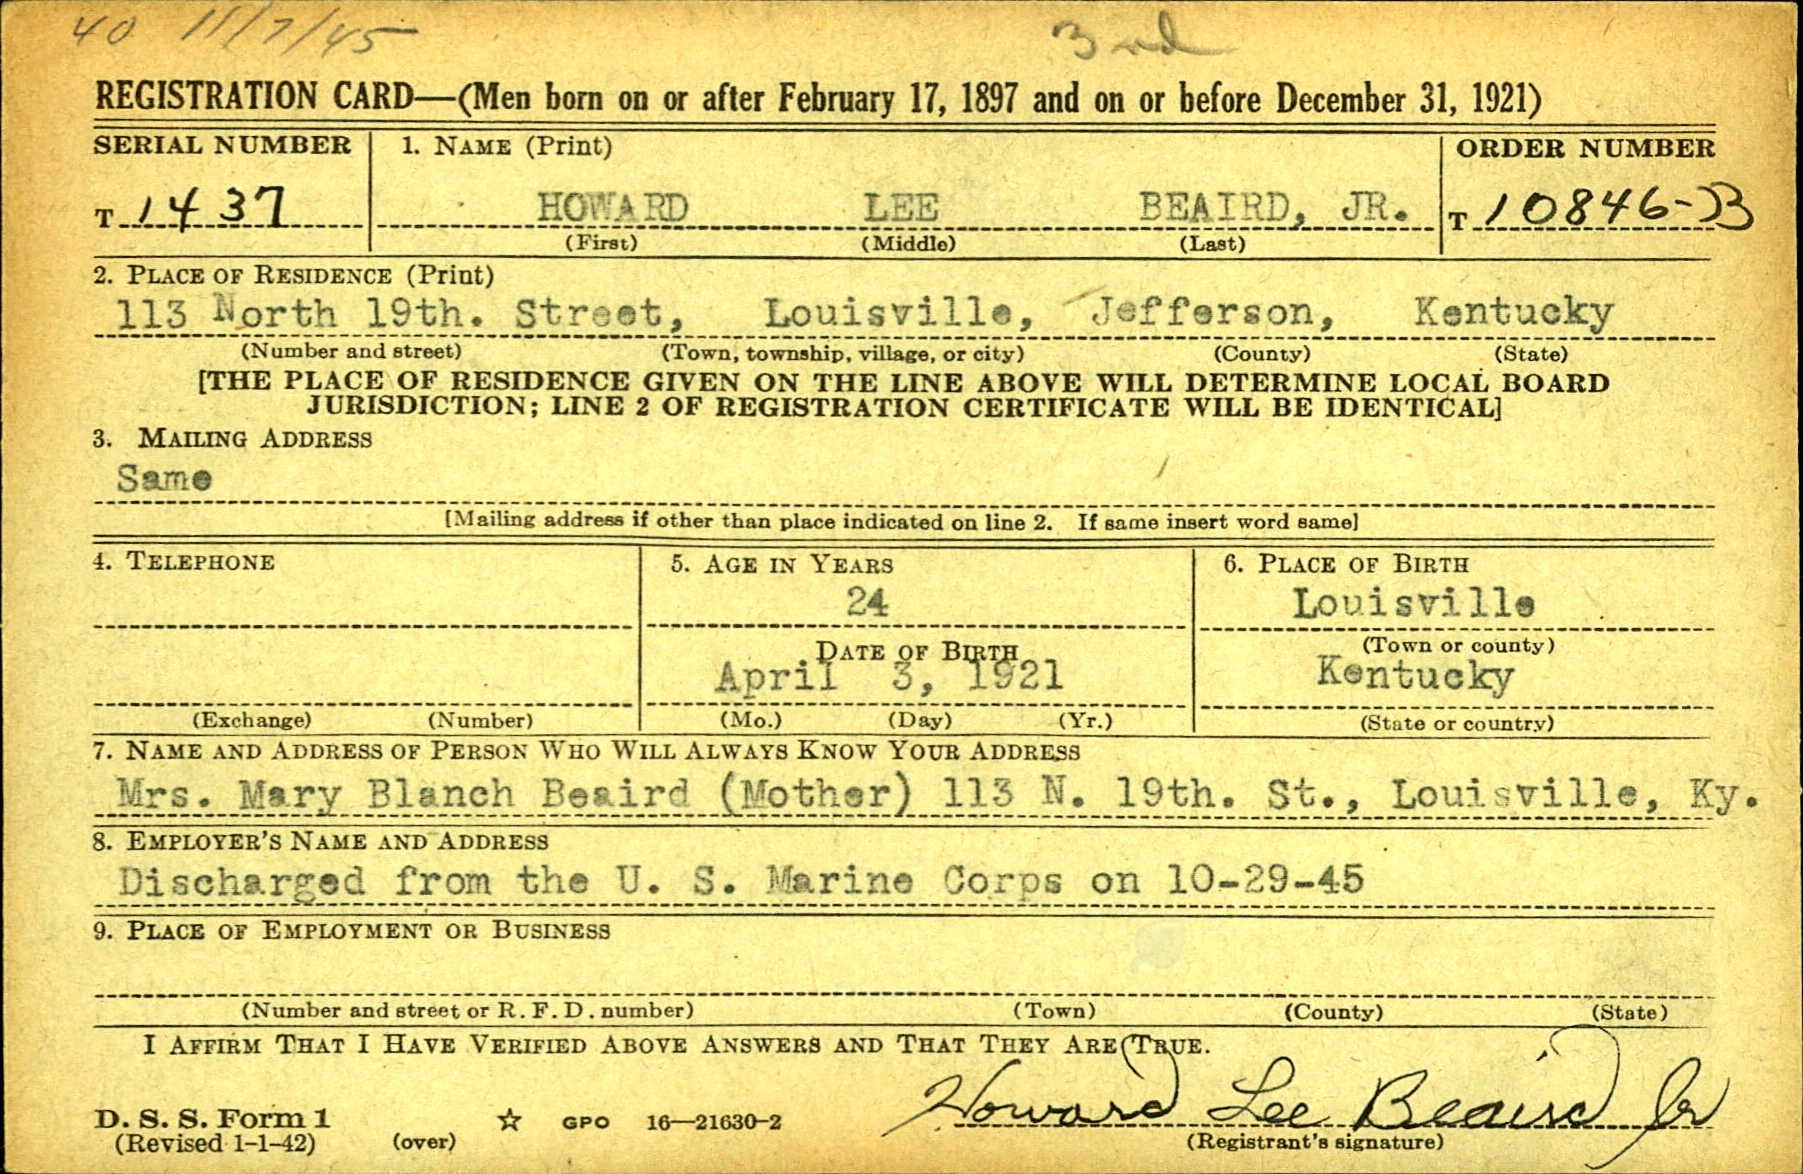 40 11/7/45 3rd
REGISTRATION CARD—(Men born on or after February 17, 1897 and on or before December 31, 1921)
SERIAL NUMBER 1. NAME (Print) ORDER NUMBER
T 1437 HOWARD LEE BEAIRD, JR. T 10846-B
(First) (Middle) (Last)
2. PLACE OF RESIDENCE (Print)
113 North 19th. Street, Louisville, Jefferson, Kentucky
(Number and street) (Town, township, village, or city) (County) (State)
[THE PLACE OF RESIDENCE GIVEN ON THE LINE ABOVE WILL DETERMINE LOCAL BOARD
JURISDICTION; LINE 2 OF REGISTRATION CERTIFICATE WILL BE IDENTICAL]
3. MAILING ADDRESS
Same
[Mailing address if other than place indicated on line 2. If same insert word same]
4. TELEPHONE 5. AGE IN YEARS 6. PLACE OF BIRTH
24 Louisville
DATE OF BIRTH (Town or county)
April 3, 1921 Kentucky
(Exchange) (Number) (Mo.) (Day) (Yr.) (State or country)
7. NAME AND ADDRESS OF PERSON WHO WILL ALWAYS KNOW YOUR ADDRESS
Mrs. Mary Blanch Beaird (Mother) 113 N. 19th. St., Louisville, Ky.
8. EMPLOYER'S NAME AND ADDRESS
Discharged from the U. S. Marine Corps on 10-29-45
9. PLACE OF EMPLOYMENT OR BUSINESS
(Number and street or R. F. D. number) (Town) (County) (State)
I AFFIRM THAT I HAVE VERIFIED ABOVE ANSWERS AND THAT THEY ARE TRUE.
Howard Lee Beaird Jr
D. S. S. Form 1 ☆ GPO 16—21630-2
(Revised 1-1-42) (over) (Registrant's signature)